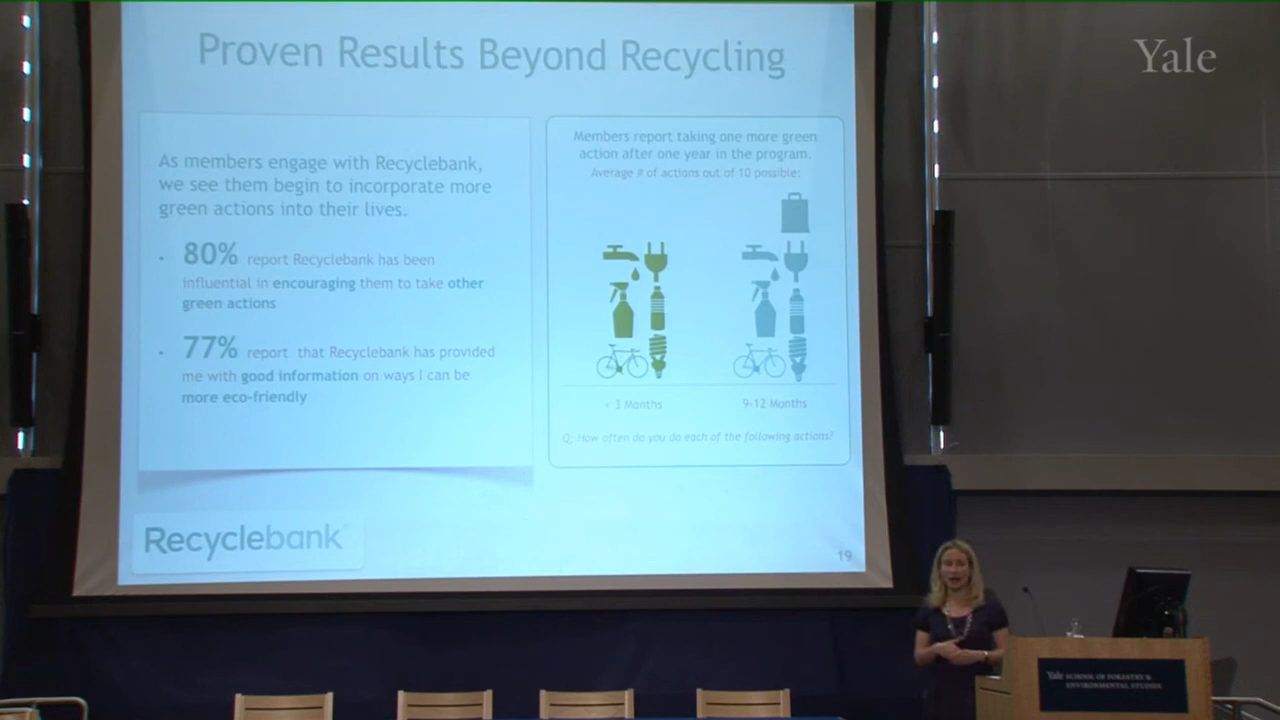 Proven Results Beyond Recycling
Yale
As members engage with Recyclebank,
we see them begin to incorporate more
green actions into their lives.
• 80% report Recyclebank has been
influential in encouraging them to take other
green actions
• 77% report that Recyclebank has provided
me with good information on ways I can be
more eco-friendly
Members report taking one more green
action after one year in the program.
Average # of actions out of 10 possible:
< 3 Months
9-12 Months
Q. How often do you do each of the following actions?
Recyclebank
19
Yale SCHOOL OF FORESTRY &
ENVIRONMENTAL STUDIES